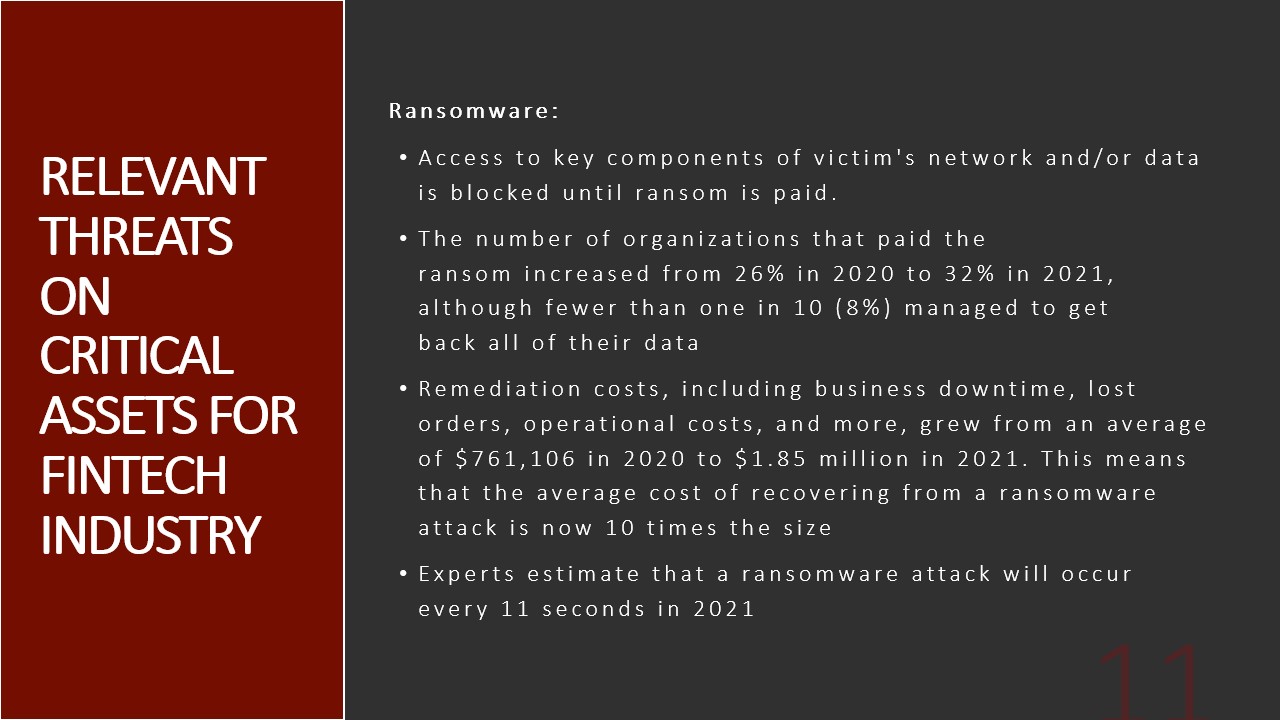 RELEVANT
THREATS
ON
CRITICAL
ASSETS FOR
FINTECH
INDUSTRY
Ransomware:
• Access to key components of victim's network and/or data
is blocked until ransom is paid.
• The number of organizations that paid the
ransom increased from 26% in 2020 to 32% in 2021,
although fewer than one in 10 (8%) managed to get
back all of their data
• Remediation costs, including business downtime, lost
orders, operational costs, and more, grew from an average
of $761,106 in 2020 to $1.85 million in 2021. This means
that the average cost of recovering from a ransomware
attack is now 10 times the size
• Experts estimate that a ransomware attack will occur
every 11 seconds in 2021
11